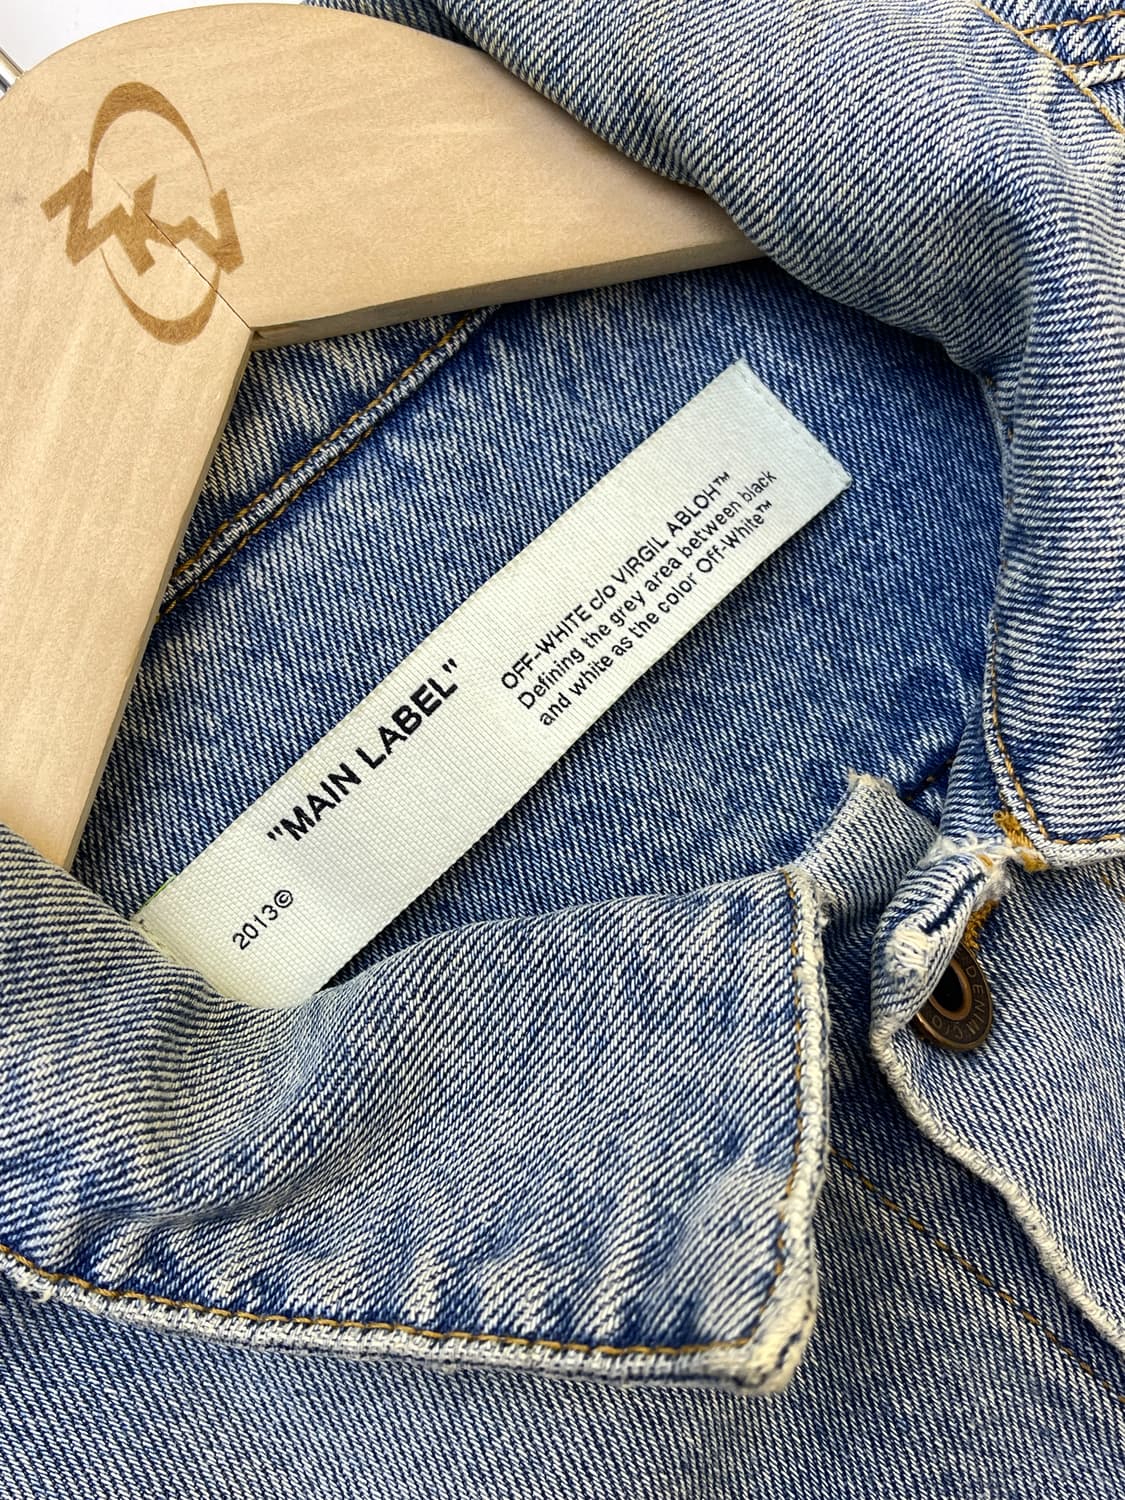 "MAIN LABEL"
2013©
OFF-WHITE c/o VIRGIL ABLOH™
Defining the grey area between black
and white as the color Off-White™
DENIM